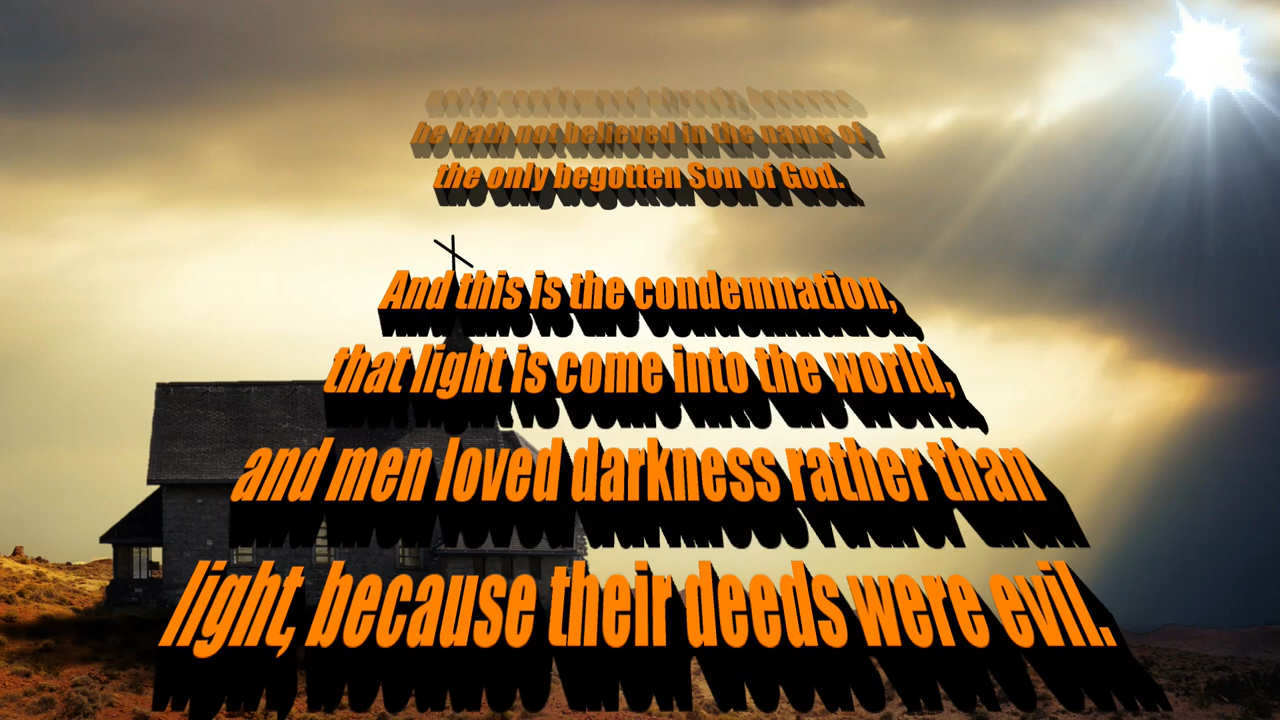 he hath not believed in the name of
the only begotten Son of God.
And this is the condemnation,
that light is come into the world,
and men loved darkness rather than
light, because their deeds were evil.